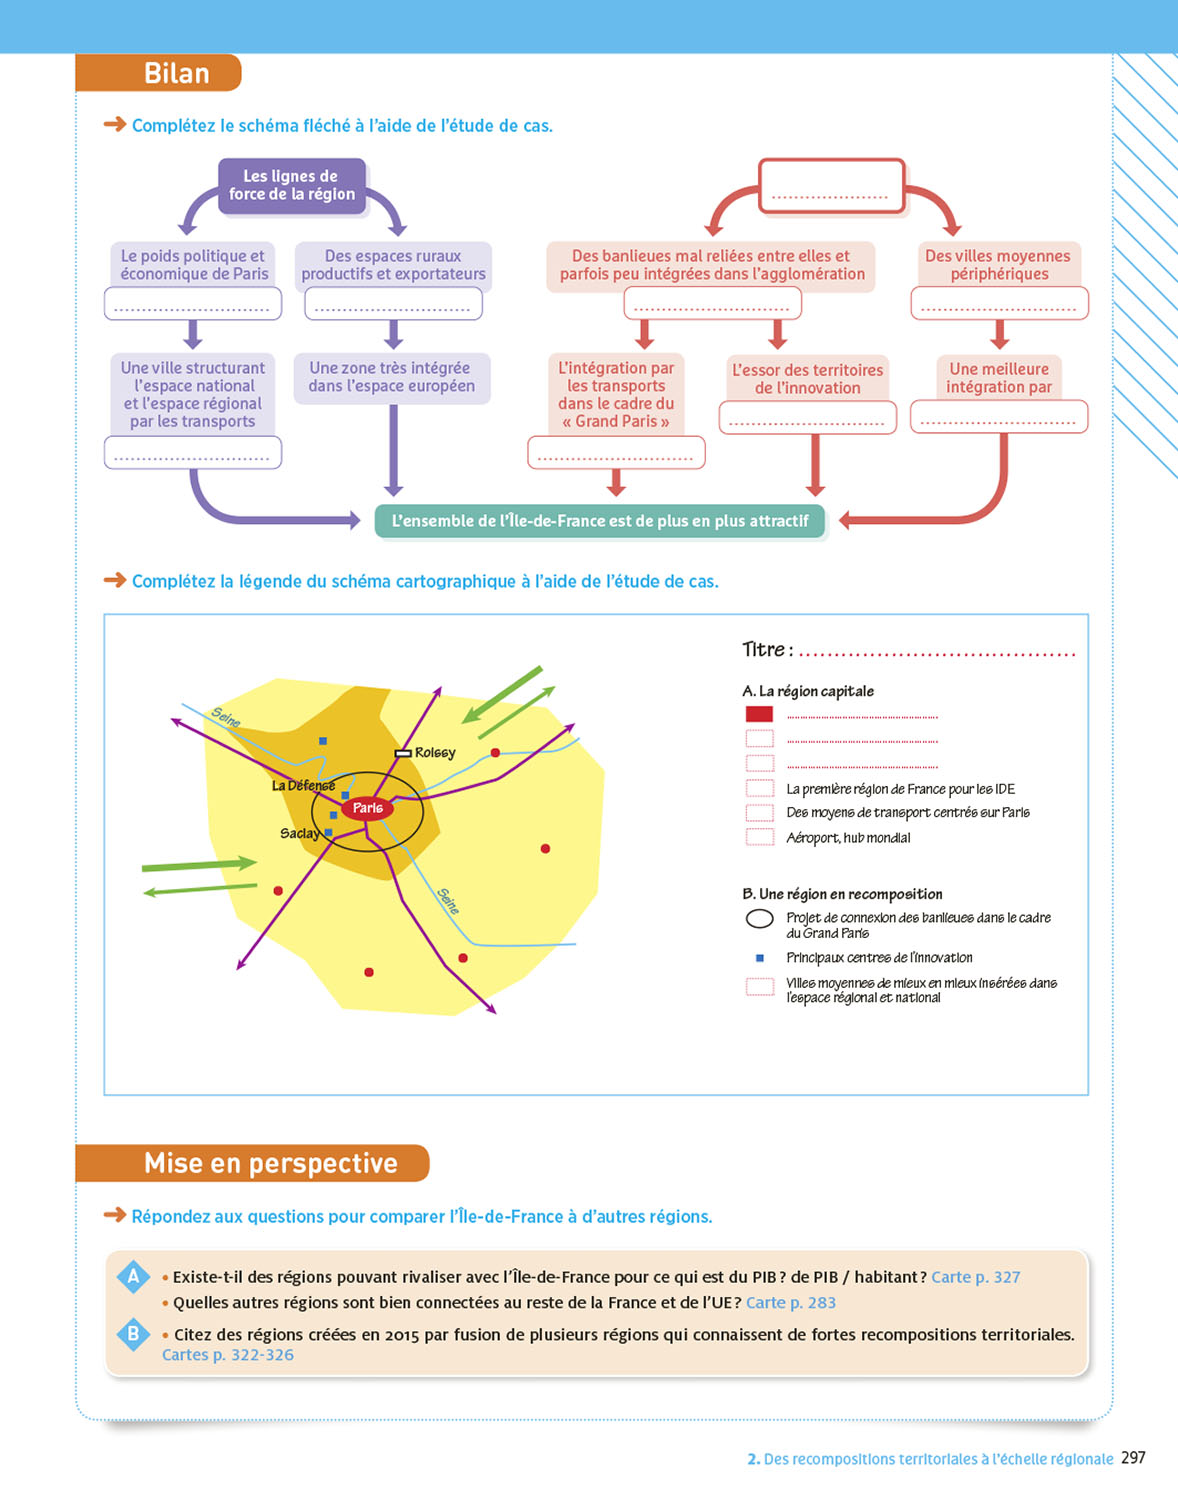 Bilan
➔ Complétez le schéma fléché à l'aide de l'étude de cas.
Les lignes de
force de la région
Le poids politique et
économique de Paris
Des espaces ruraux
productifs et exportateurs
Une ville structurant
l'espace national
et l'espace régional
par les transports
Une zone très intégrée
dans l'espace européen
Des banlieues mal reliées entre elles et
parfois peu intégrées dans l'agglomération
Des villes moyennes
périphériques
L'intégration par
les transports
dans le cadre du
« Grand Paris »
L'essor des territoires
de l'innovation
Une meilleure
intégration par
L'ensemble de l'Île-de-France est de plus en plus attractif
➔ Complétez la légende du schéma cartographique à l'aide de l'étude de cas.
Seine
Roissy
La Défense
Paris
Saclay
Seine
Titre : ......................................
A. La région capitale
La première région de France pour les IDE
Des moyens de transport centrés sur Paris
Aéroport, hub mondial
B. Une région en recomposition
Projet de connexion des banlieues dans le cadre
du Grand Paris
Principaux centres de l'innovation
Villes moyennes de mieux en mieux insérées dans
l'espace régional et national
Mise en perspective
➔ Répondez aux questions pour comparer l'Île-de-France à d'autres régions.
A • Existe-t-il des régions pouvant rivaliser avec l'Île-de-France pour ce qui est du PIB ? de PIB / habitant ? Carte p. 327
• Quelles autres régions sont bien connectées au reste de la France et de l'UE ? Carte p. 283
B • Citez des régions créées en 2015 par fusion de plusieurs régions qui connaissent de fortes recompositions territoriales.
Cartes p. 322-326
2. Des recompositions territoriales à l'échelle régionale 297